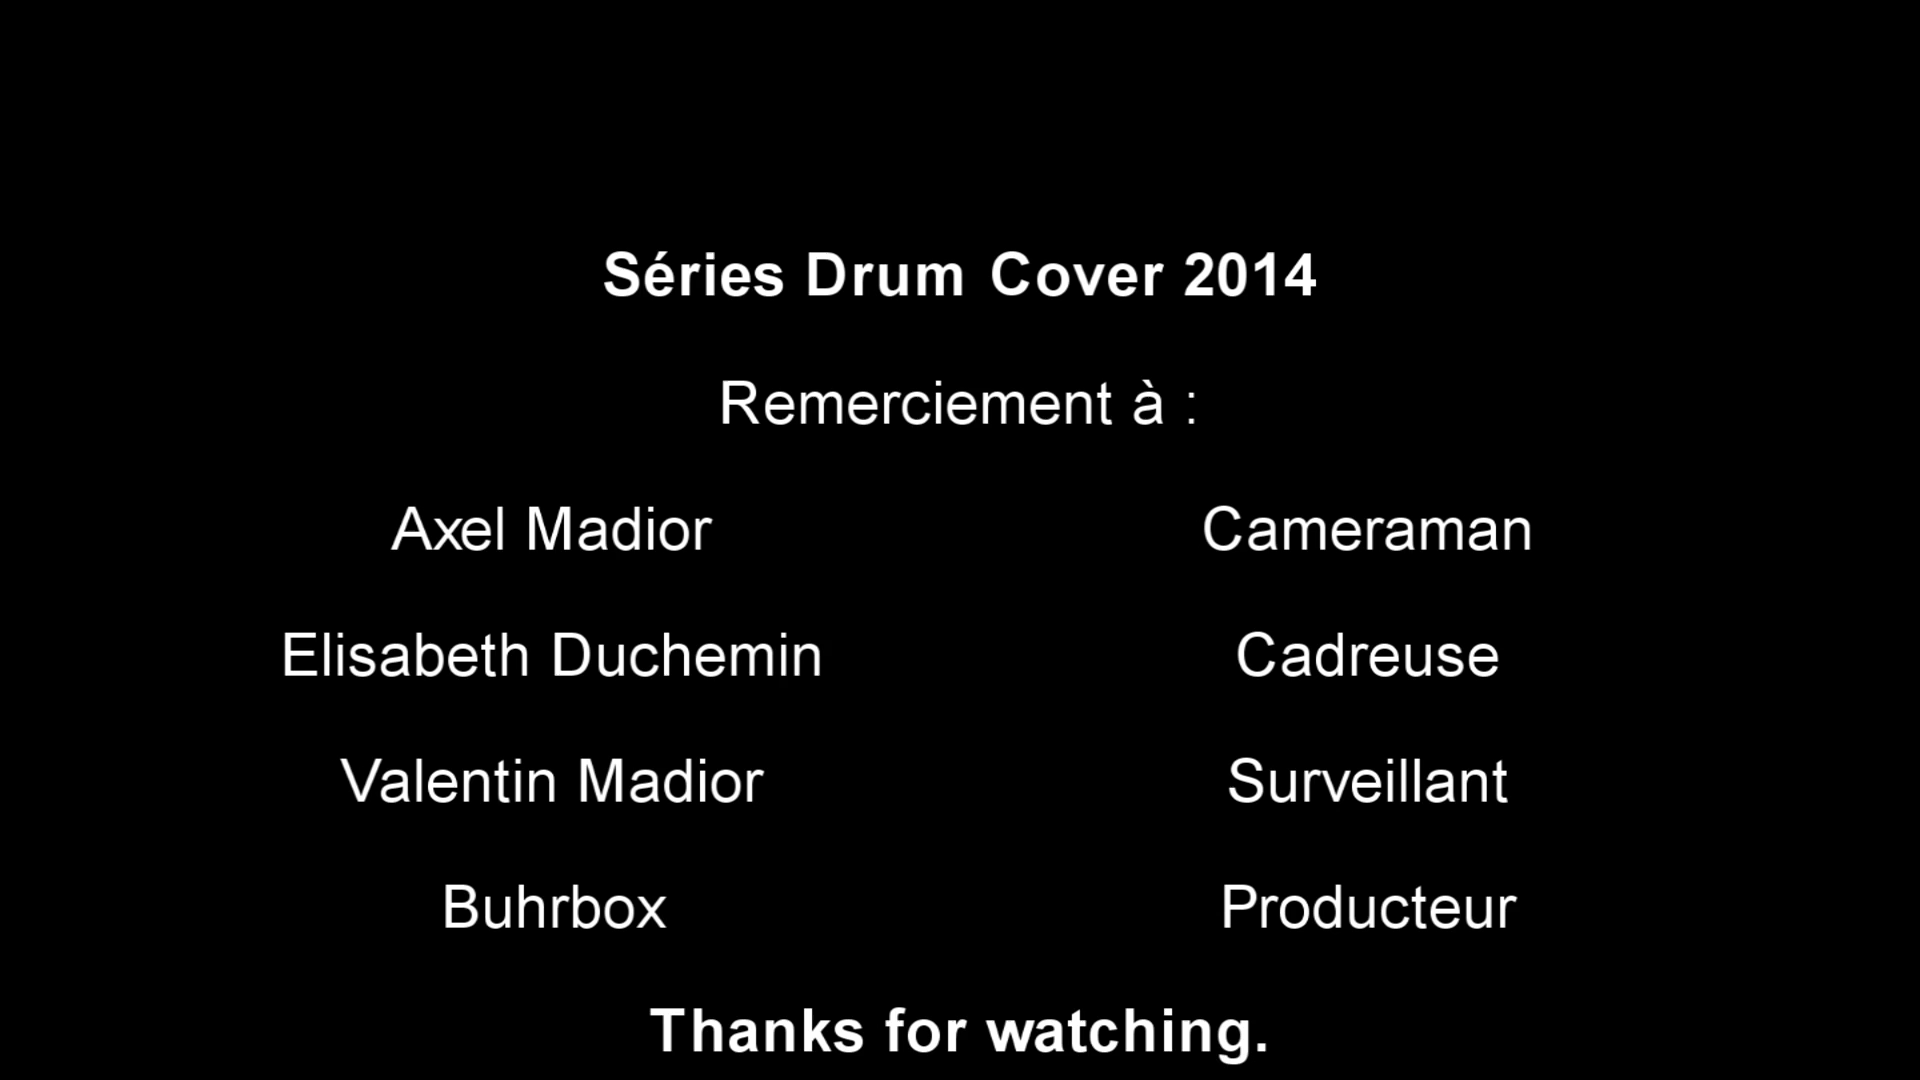 Séries Drum Cover 2014
Remerciement à :
Axel Madior Cameraman
Elisabeth Duchemin Cadreuse
Valentin Madior Surveillant
Buhrbox Producteur
Thanks for watching.